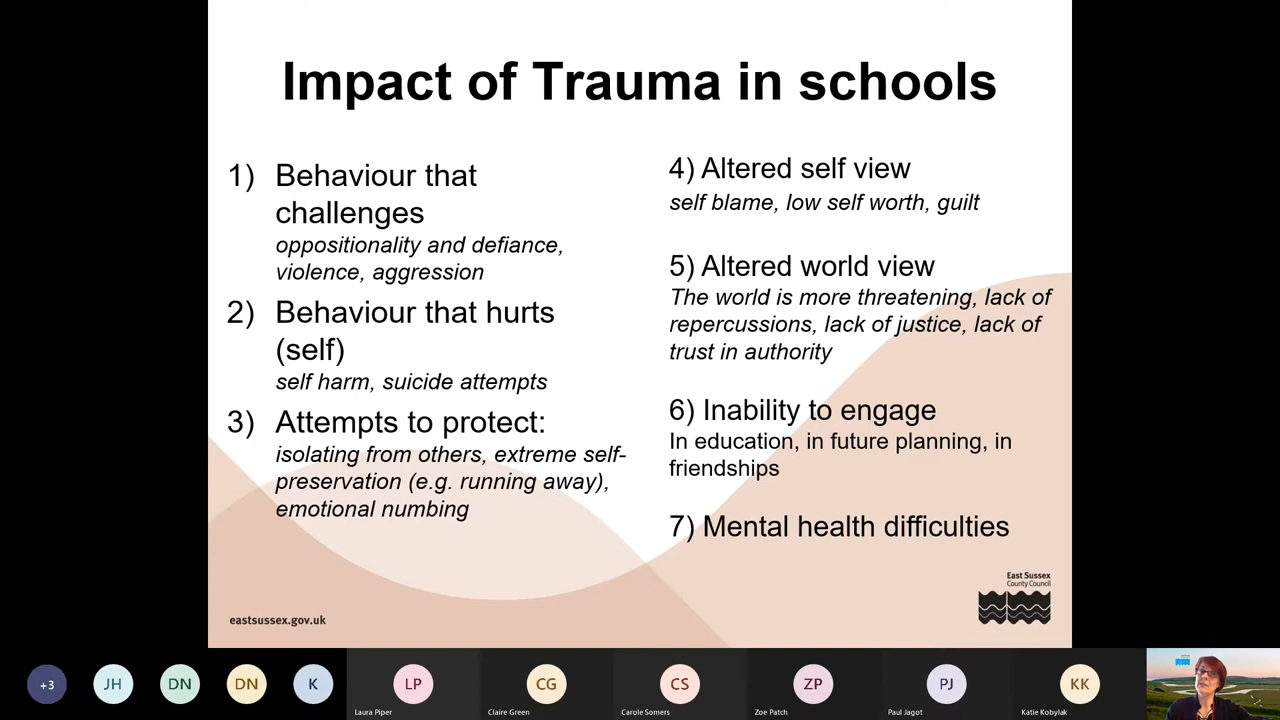 Impact of Trauma in schools
1) Behaviour that
challenges
oppositionality and defiance,
violence, aggression
2) Behaviour that hurts
(self)
self harm, suicide attempts
3) Attempts to protect:
isolating from others, extreme self-
preservation (e.g. running away),
emotional numbing
4) Altered self view
self blame, low self worth, guilt
5) Altered world view
The world is more threatening, lack of
repercussions, lack of justice, lack of
trust in authority
6) Inability to engage
In education, in future planning, in
friendships
7) Mental health difficulties
East Sussex
County Council
eastsussex.gov.uk
+3
JH
DN
DN
K
LP
Laura Piper
CG
Claire Green
CS
Carole Somers
ZP
Zoe Patch
PJ
Paul Jagot
KK
Katie Kobylak